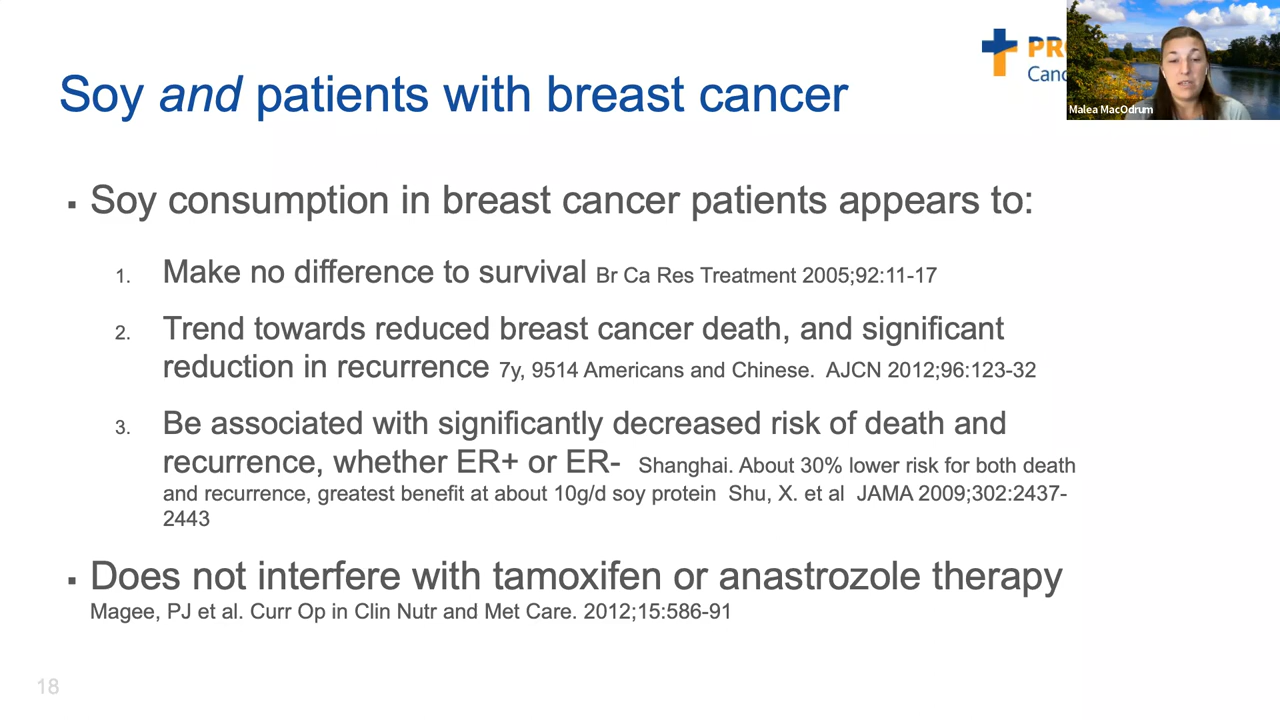 Soy and patients with breast cancer
Malea MacOdrum
▪ Soy consumption in breast cancer patients appears to:
1. Make no difference to survival Br Ca Res Treatment 2005;92:11-17
2. Trend towards reduced breast cancer death, and significant
reduction in recurrence 7y, 9514 Americans and Chinese. AJCN 2012;96:123-32
3. Be associated with significantly decreased risk of death and
recurrence, whether ER+ or ER- Shanghai. About 30% lower risk for both death
and recurrence, greatest benefit at about 10g/d soy protein Shu, X. et al JAMA 2009;302:2437-
2443
▪ Does not interfere with tamoxifen or anastrozole therapy
Magee, PJ et al. Curr Op in Clin Nutr and Met Care. 2012;15:586-91
18